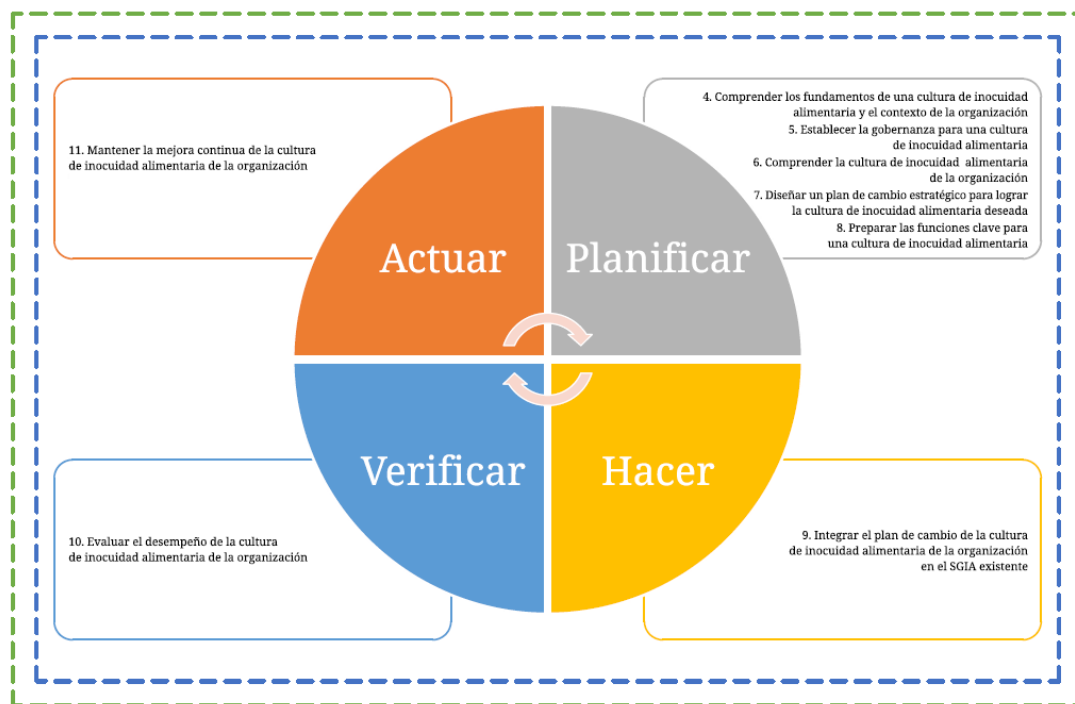 11. Mantener la mejora continua de la cultura
de inocuidad alimentaria de la organización
4. Comprender los fundamentos de una cultura de inocuidad
alimentaria y el contexto de la organización
5. Establecer la gobernanza para una cultura
de inocuidad alimentaria
6. Comprender la cultura de inocuidad alimentaria
de la organización
7. Diseñar un plan de cambio estratégico para lograr
la cultura de inocuidad alimentaria deseada
8. Preparar las funciones clave para
una cultura de inocuidad alimentaria
Actuar
Planificar
Verificar
Hacer
10. Evaluar el desempeño de la cultura
de inocuidad alimentaria de la organización
9. Integrar el plan de cambio de la cultura
de inocuidad alimentaria de la organización
en el SGIA existente